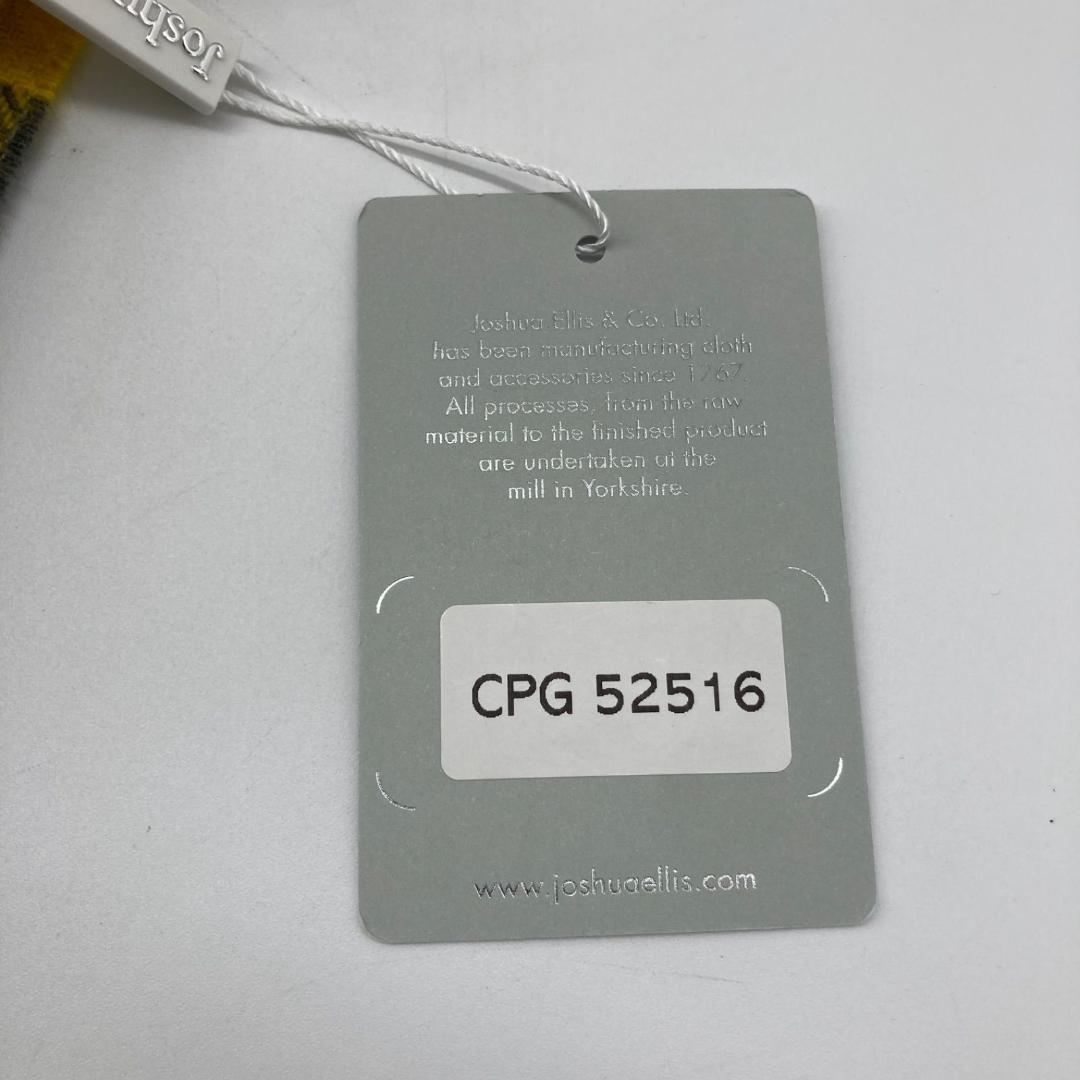 Joshu
Joshua Ellis & Co. Ltd.
has been manufacturing cloth
and accessories since 1767.
All processes, from the raw
material to the finished product
are undertaken at the
mill in Yorkshire.
CPG 52516
www.joshuaellis.com